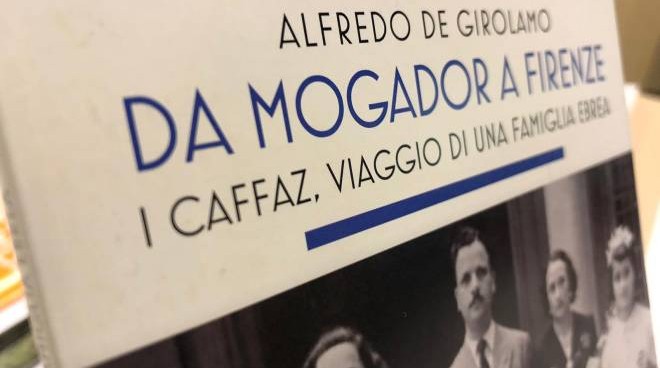 ALFREDO DE GIROLAMO
DA MOGADOR A FIRENZE
I CAFFAZ, VIAGGIO DI UNA FAMIGLIA EBREA